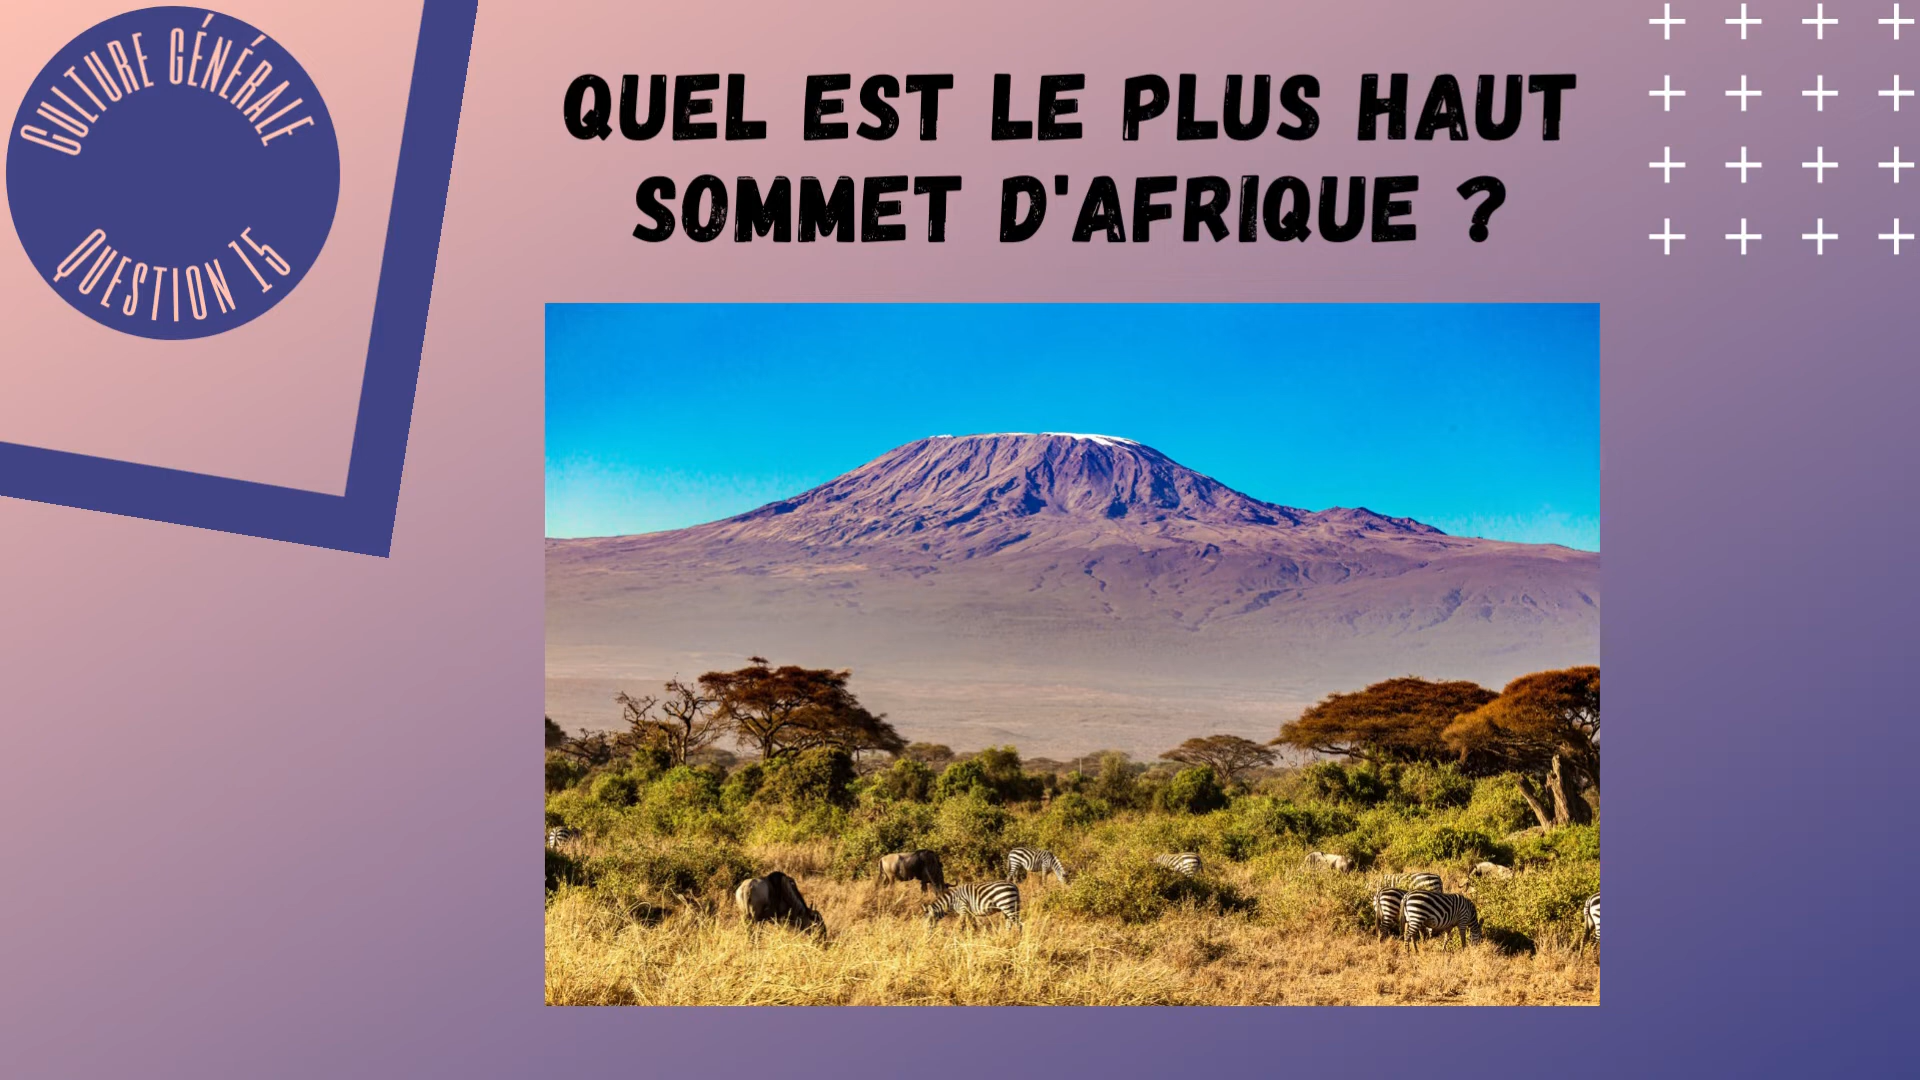 CULTURE GÉNÉRALE
QUESTION 15
QUEL EST LE PLUS HAUT
SOMMET D'AFRIQUE ?